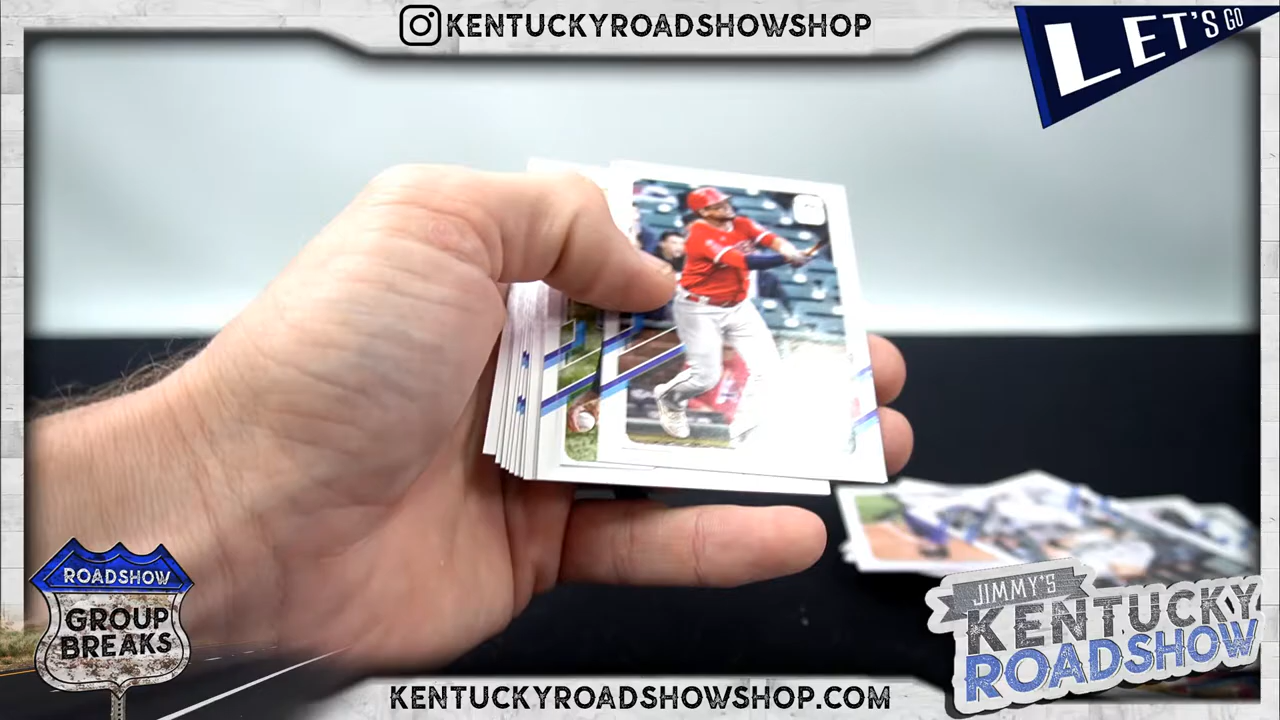 KENTUCKYROADSHOWSHOP
LET'S GO
ROADSHOW
GROUP
BREAKS
JIMMY'S
KENTUCKY
ROADSHOW
KENTUCKYROADSHOWSHOP.COM